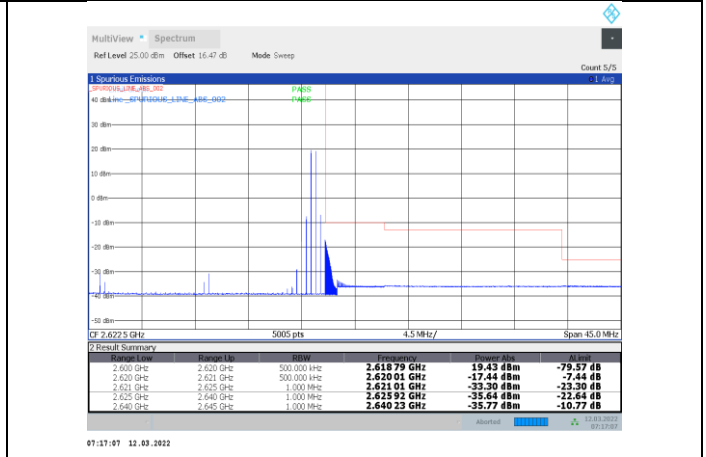 MultiView Spectrum
Ref Level 25.00 dBm Offset 16.47 dB Mode Sweep
Count 5/5
1 Spurious Emissions 1 Avg
_SPURIOUS_LINE_ABS_002 PASS
40 dBm Line _SPURIOUS_LINE_ABS_002 PASS
30 dBm
20 dBm
10 dBm
0 dBm
-10 dBm
-20 dBm
-30 dBm
-40 dBm
-50 dBm
CF 2.6225 GHz 5005 pts 4.5 MHz/ Span 45.0 MHz
2 Result Summary
Range Low Range Up RBW Frequency Power Abs ΔLimit
2.600 GHz 2.620 GHz 500.000 kHz 2.618 79 GHz 19.43 dBm -79.57 dB
2.620 GHz 2.621 GHz 500.000 kHz 2.620 01 GHz -17.44 dBm -7.44 dB
2.621 GHz 2.625 GHz 1.000 MHz 2.621 01 GHz -33.30 dBm -23.30 dB
2.625 GHz 2.640 GHz 1.000 MHz 2.625 92 GHz -35.64 dBm -22.64 dB
2.640 GHz 2.645 GHz 1.000 MHz 2.640 23 GHz -35.77 dBm -10.77 dB
Aborted 12.03.2022
07:17:07
07:17:07 12.03.2022